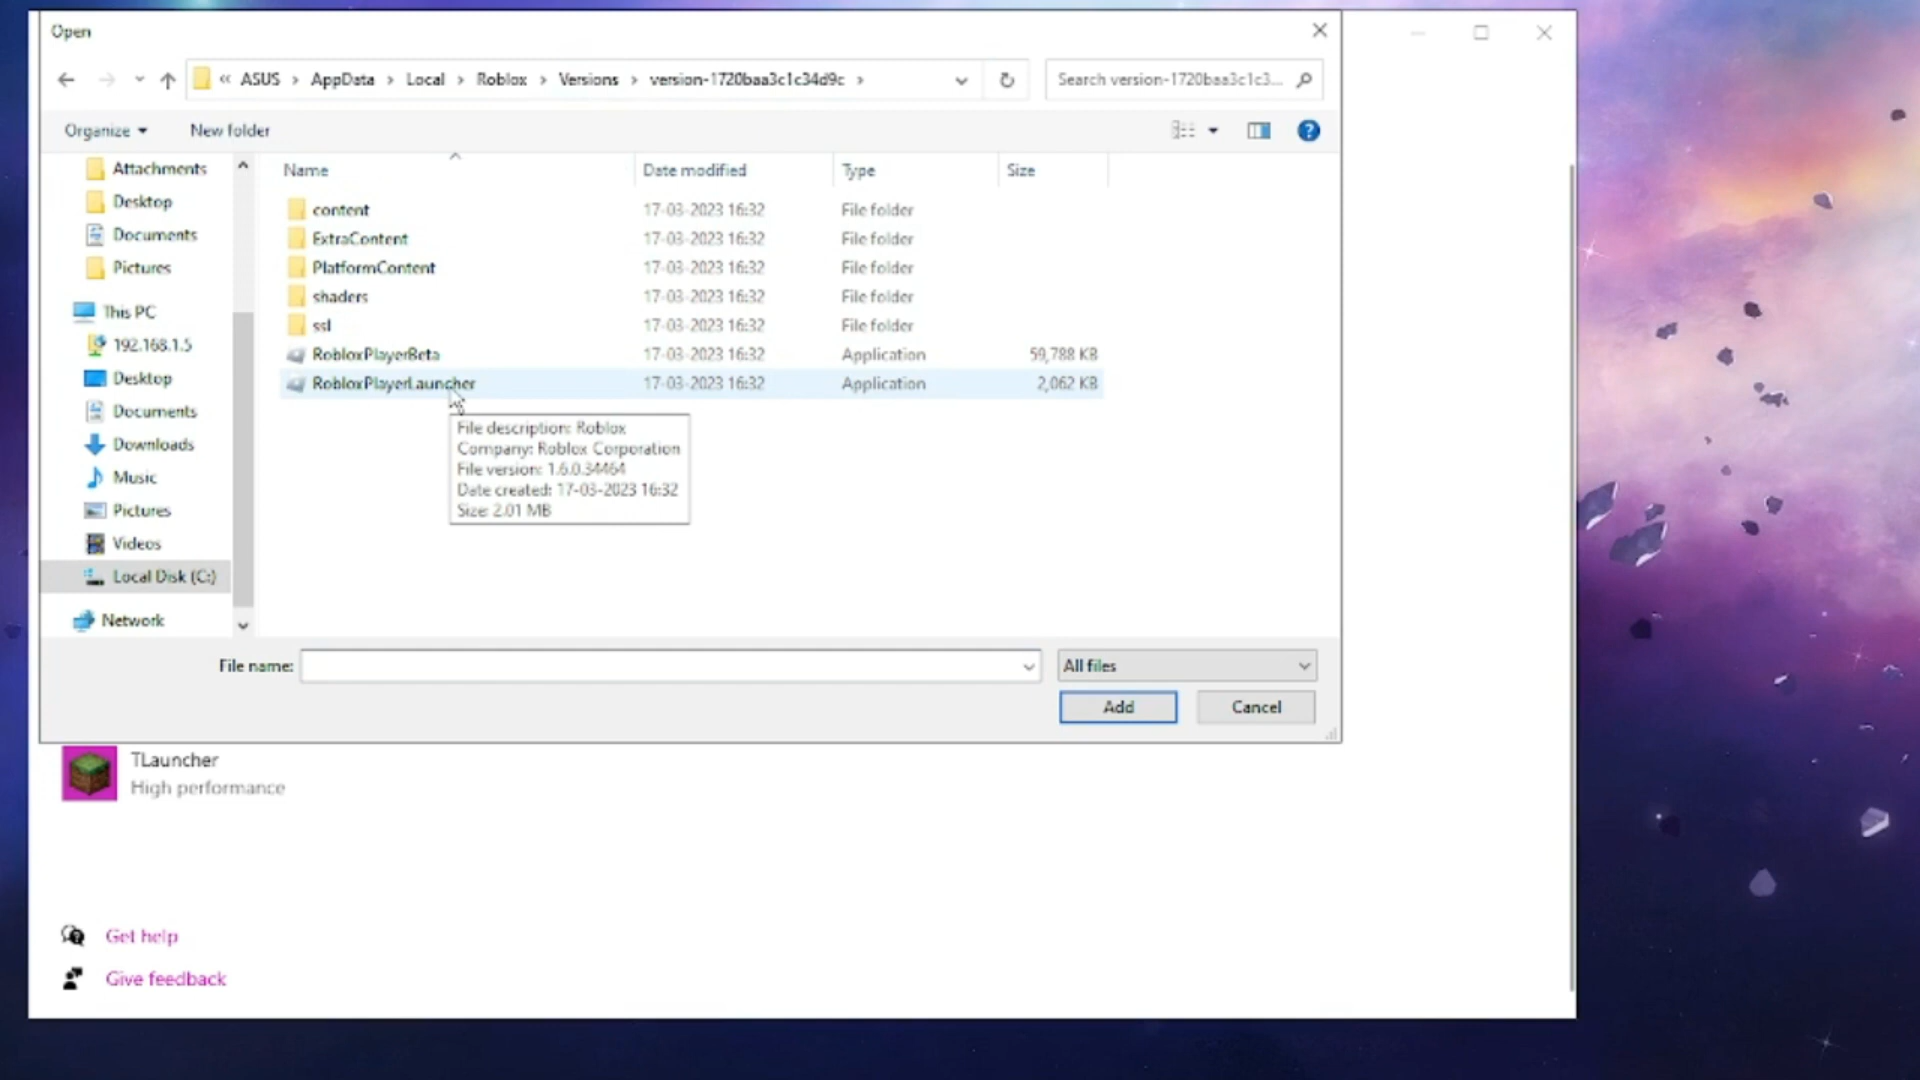 Open
« ASUS › AppData › Local › Roblox › Versions › version-1720baa3c1c34d9c ›
Search version-1720baa3c1c3...
Organize
New folder
Attachments
Desktop
Documents
Pictures
This PC
192.168.1.5
Desktop
Documents
Downloads
Music
Pictures
Videos
Local Disk (C:)
Network
Name Date modified Type Size
content 17-03-2023 16:32 File folder
ExtraContent 17-03-2023 16:32 File folder
PlatformContent 17-03-2023 16:32 File folder
shaders 17-03-2023 16:32 File folder
ssl 17-03-2023 16:32 File folder
RobloxPlayerBeta 17-03-2023 16:32 Application 59,788 KB
RobloxPlayerLauncher 17-03-2023 16:32 Application 2,062 KB
File description: Roblox
Company: Roblox Corporation
File version: 1.6.0.34464
Date created: 17-03-2023 16:32
Size: 2.01 MB
File name:
All files
Add
Cancel
TLauncher
High performance
Get help
Give feedback